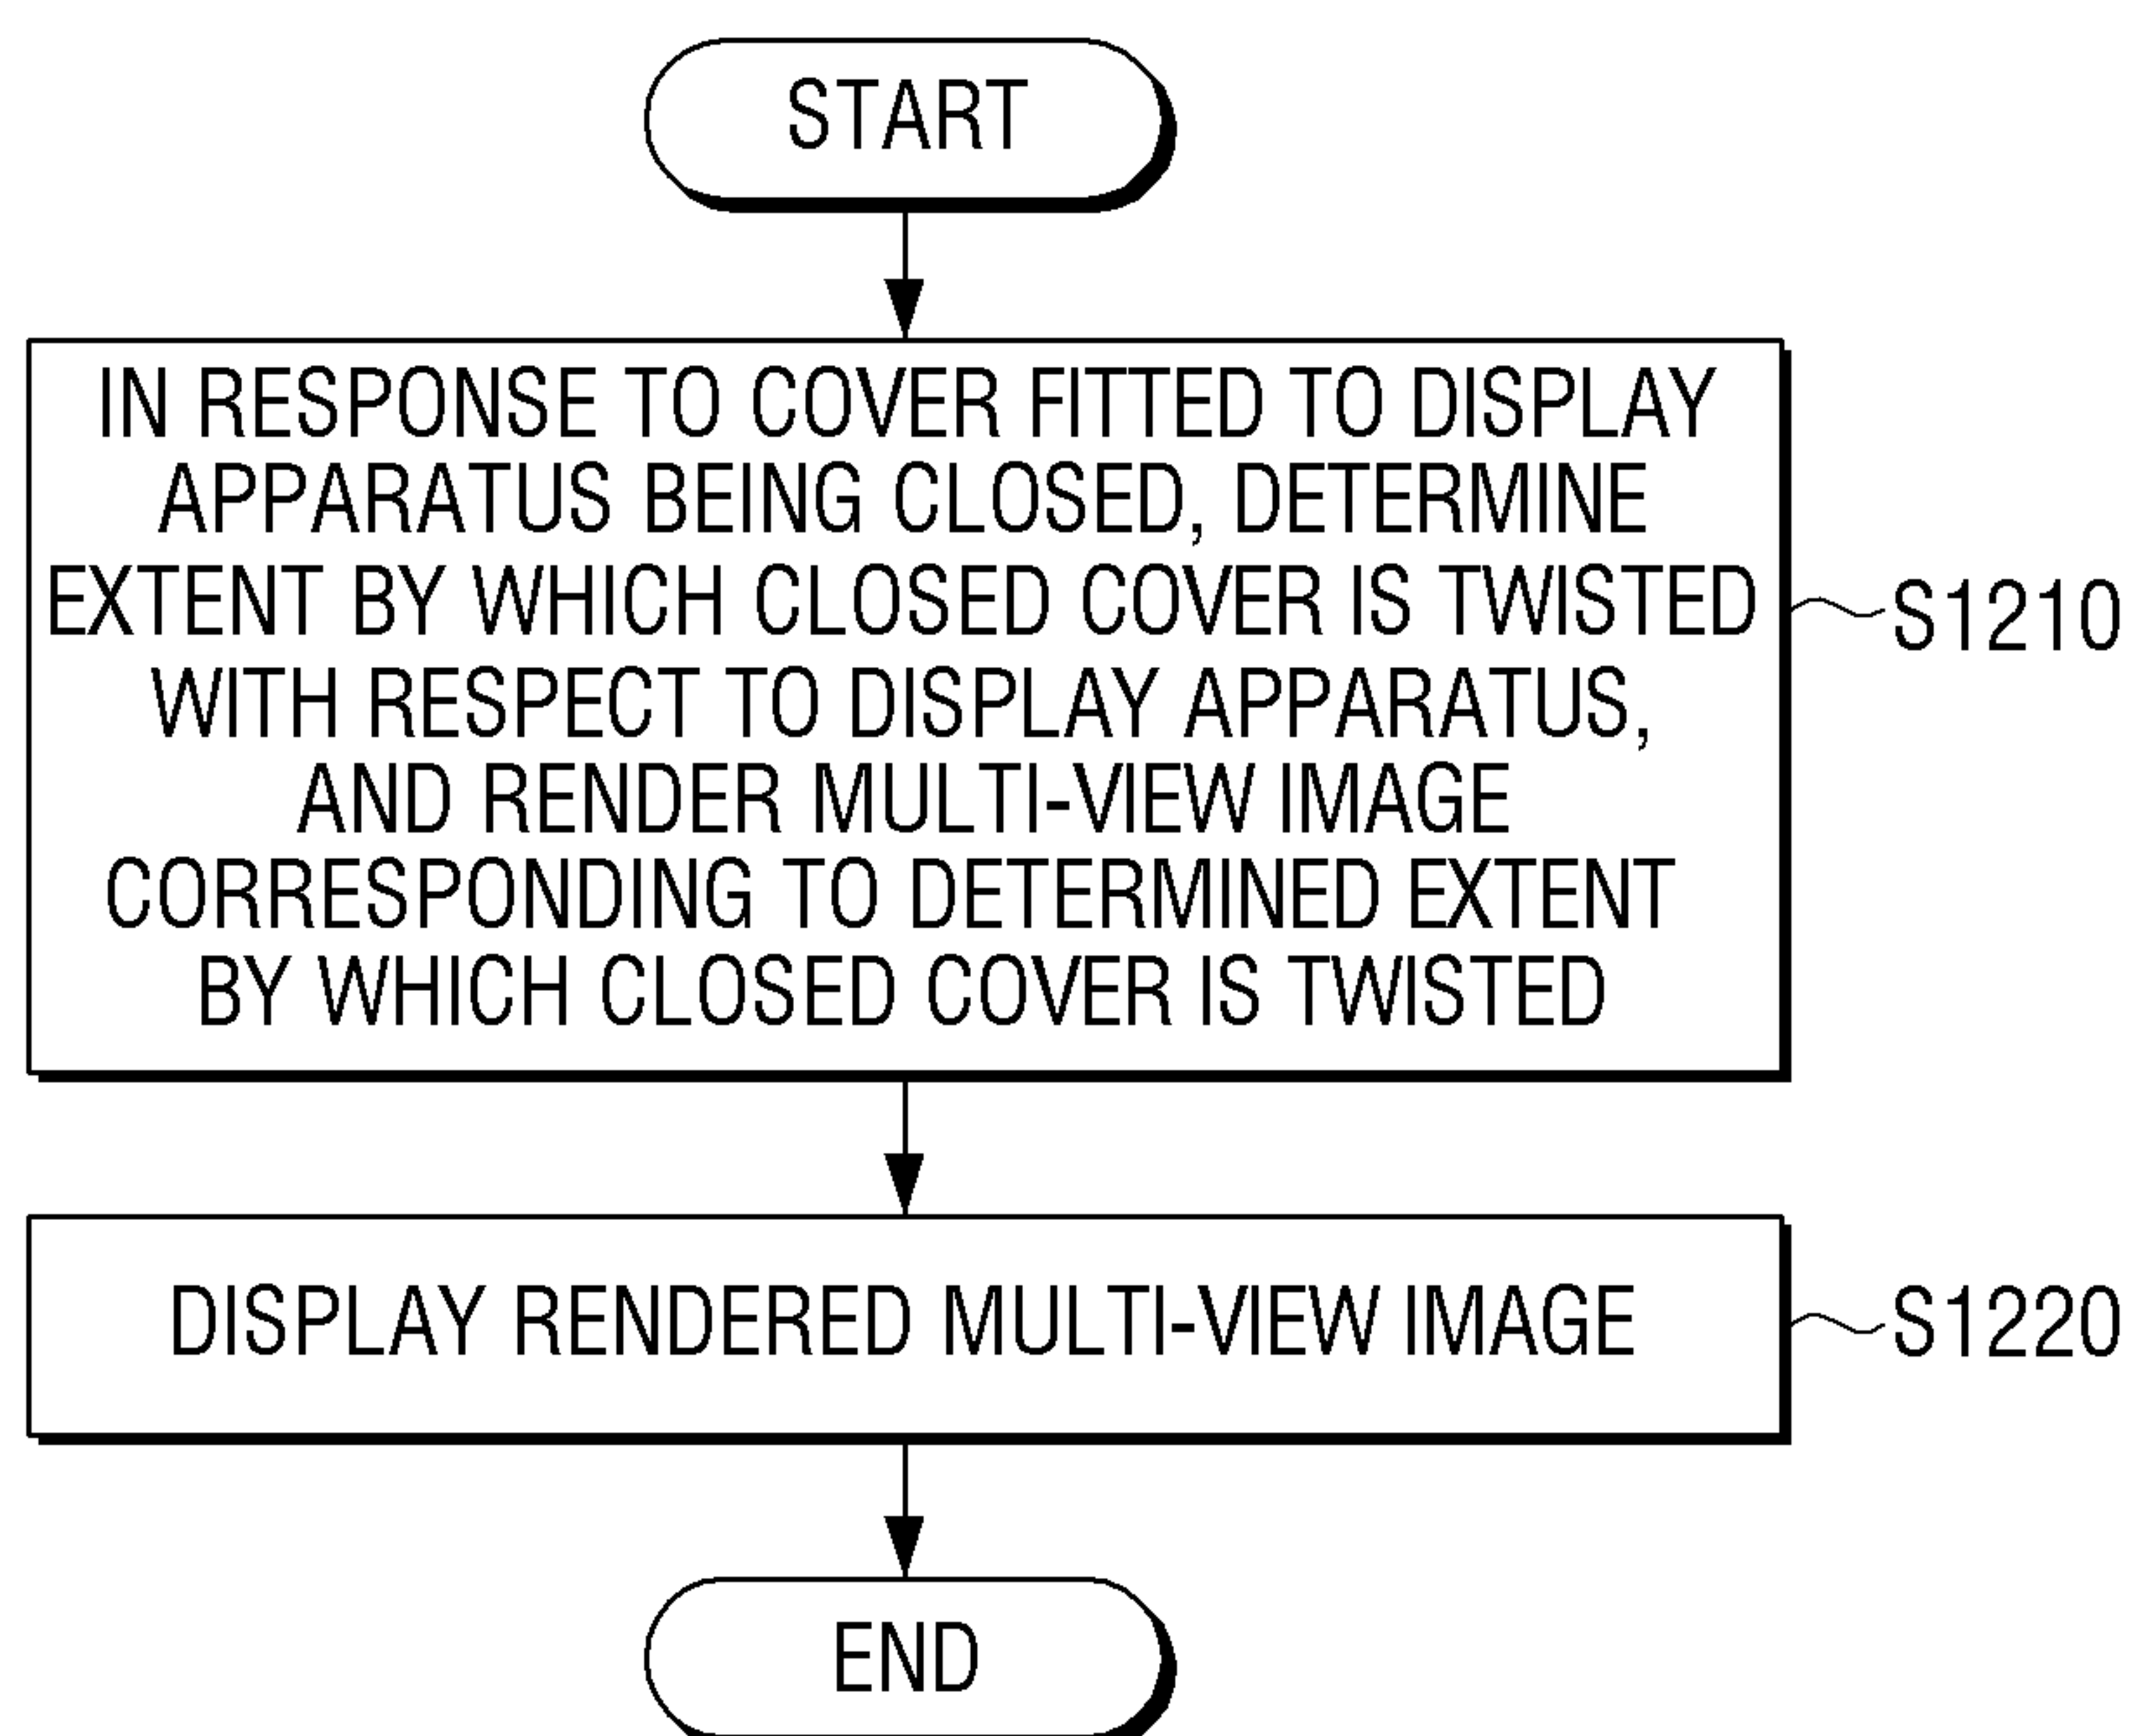 START
IN RESPONSE TO COVER FITTED TO DISPLAY
APPARATUS BEING CLOSED, DETERMINE
EXTENT BY WHICH CLOSED COVER IS TWISTED
WITH RESPECT TO DISPLAY APPARATUS,
AND RENDER MULTI-VIEW IMAGE
CORRESPONDING TO DETERMINED EXTENT
BY WHICH CLOSED COVER IS TWISTED
S1210
DISPLAY RENDERED MULTI-VIEW IMAGE
S1220
END